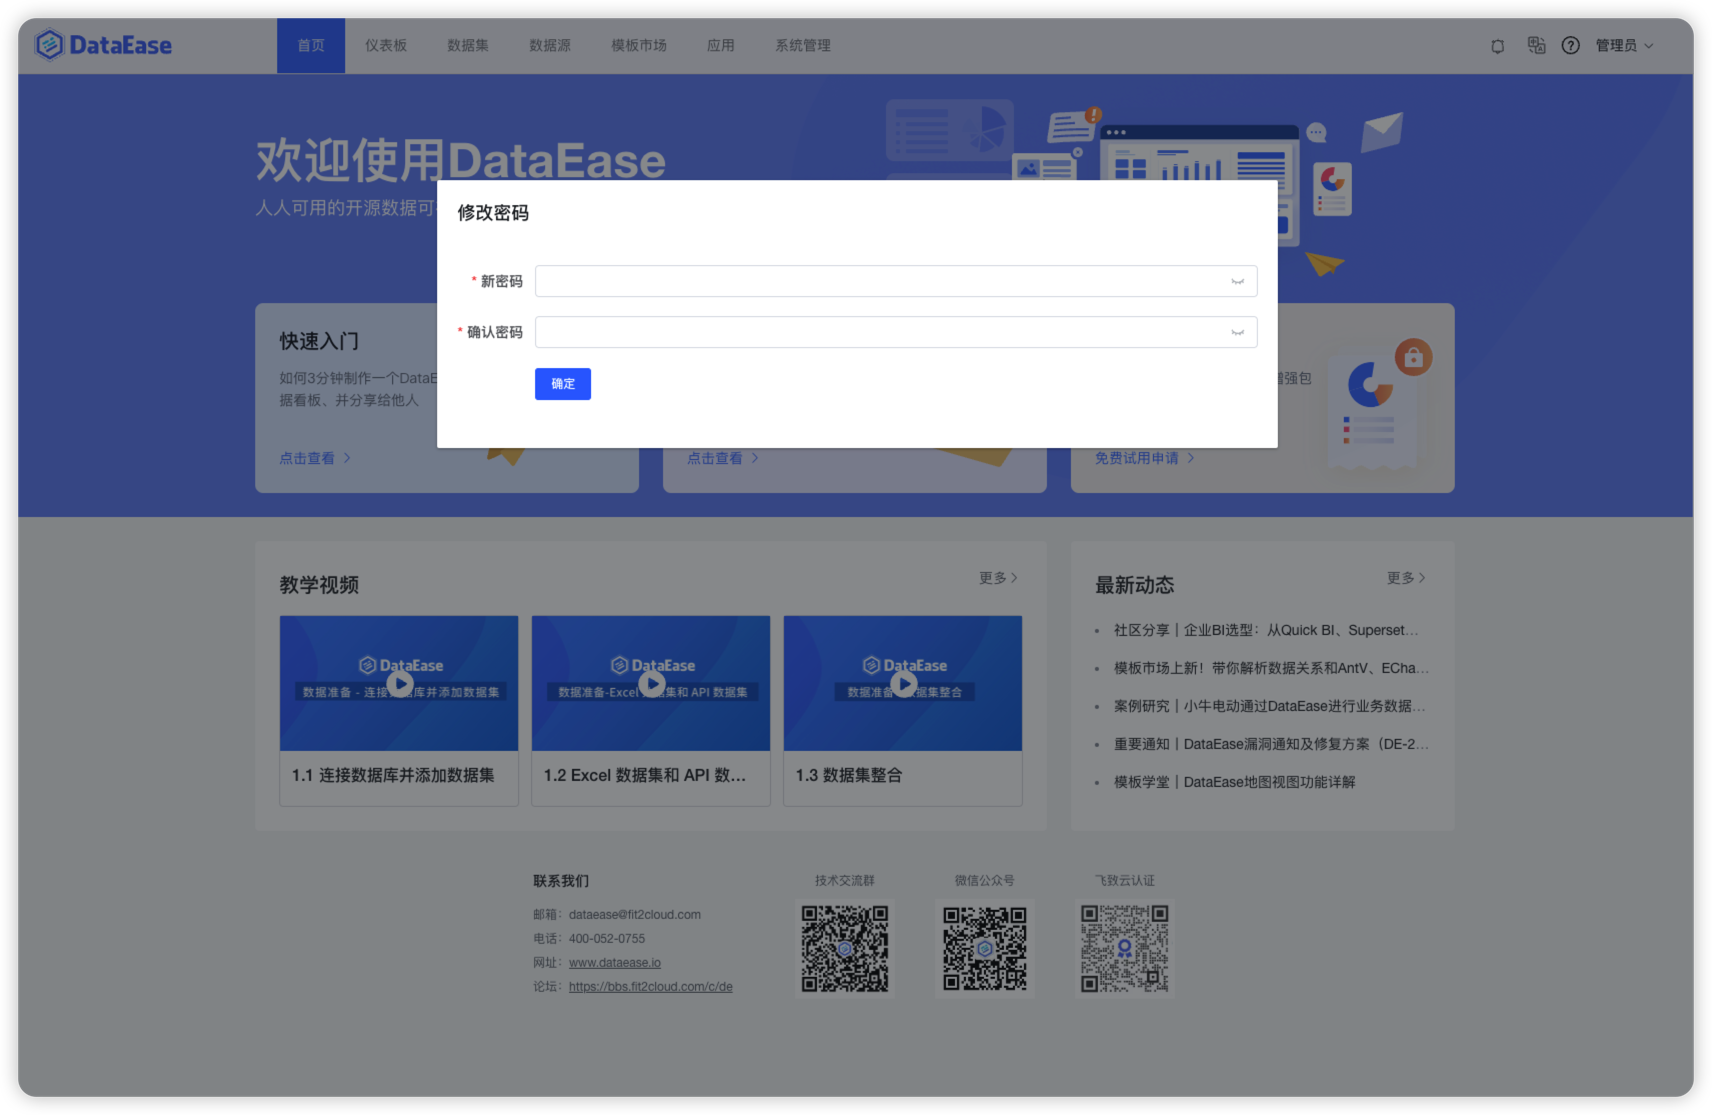 DataEase
首页
仪表板
数据集
数据源
模板市场
应用
系统管理
管理员
欢迎使用DataEase
人人可用的开源数据可
修改密码
* 新密码
* 确认密码
确定
快速入门
如何3分钟制作一个DataE
据看板、并分享给他人
点击查看
点击查看
增强包
免费试用申请
教学视频
更多
DataEase
数据准备 - 连接 库并添加数据集
1.1 连接数据库并添加数据集
DataEase
数据准备-Excel 集和 API 数据集
1.2 Excel 数据集和 API 数...
DataEase
数据准备 据集整合
1.3 数据集整合
最新动态
更多
社区分享｜企业BI选型：从Quick BI、Superset...
模板市场上新！带你解析数据关系和AntV、ECha...
案例研究｜小牛电动通过DataEase进行业务数据...
重要通知｜DataEase漏洞通知及修复方案（DE-2...
模板学堂｜DataEase地图视图功能详解
联系我们
邮箱：dataease@fit2cloud.com
电话：400-052-0755
网址：www.dataease.io
论坛：https://bbs.fit2cloud.com/c/de
技术交流群
微信公众号
飞致云认证